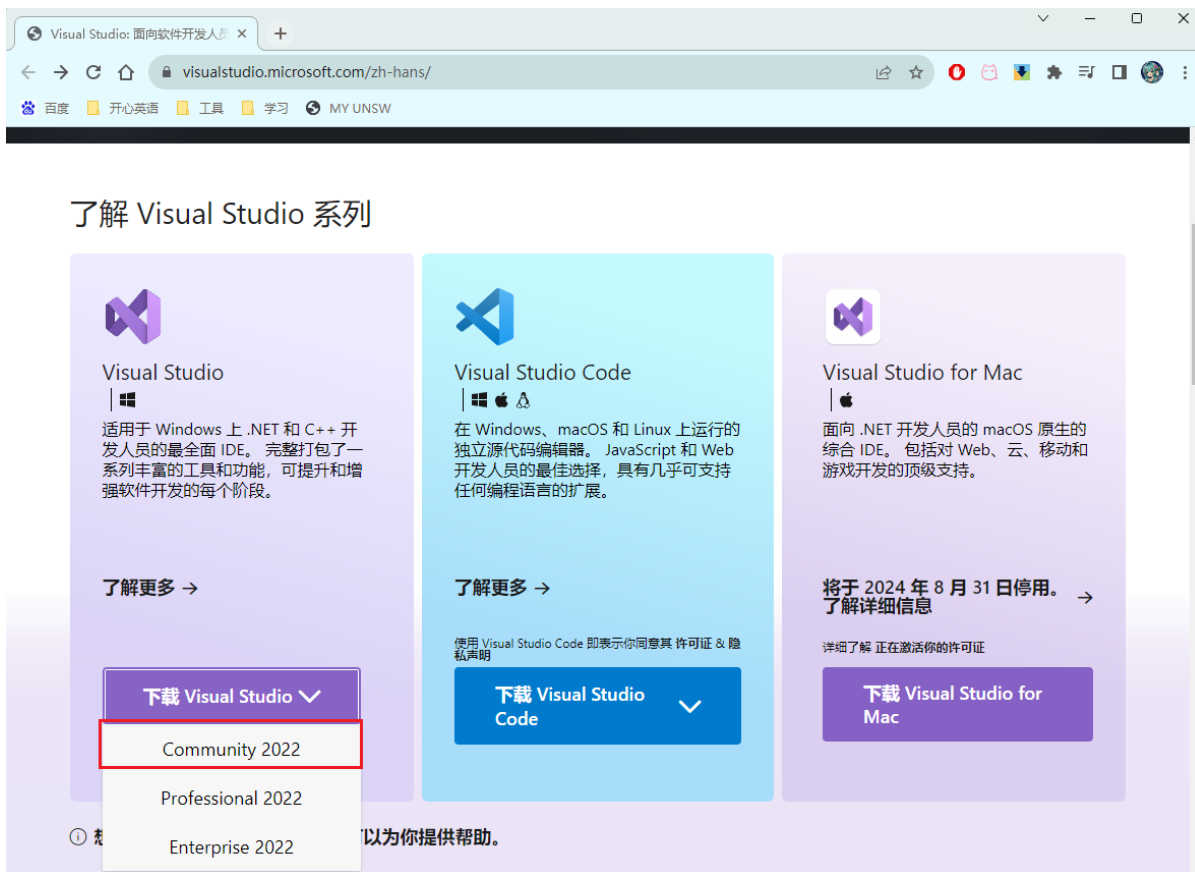 Visual Studio: 面向软件开发人员
visualstudio.microsoft.com/zh-hans/
百度 开心英语 工具 学习 MY UNSW
了解 Visual Studio 系列
Visual Studio
适用于 Windows 上 .NET 和 C++ 开
发人员的最全面 IDE。 完整打包了一
系列丰富的工具和功能，可提升和增
强软件开发的每个阶段。
了解更多 →
下载 Visual Studio
Community 2022
Professional 2022
Enterprise 2022
Visual Studio Code
在 Windows、macOS 和 Linux 上运行的
独立源代码编辑器。 JavaScript 和 Web
开发人员的最佳选择，具有几乎可支持
任何编程语言的扩展。
了解更多 →
使用 Visual Studio Code 即表示你同意其 许可证 & 隐
私声明
下载 Visual Studio
Code
Visual Studio for Mac
面向 .NET 开发人员的 macOS 原生的
综合 IDE。 包括对 Web、云、移动和
游戏开发的顶级支持。
将于 2024 年 8 月 31 日停用。
了解详细信息 →
详细了解 正在激活你的许可证
下载 Visual Studio for
Mac
以为你提供帮助。